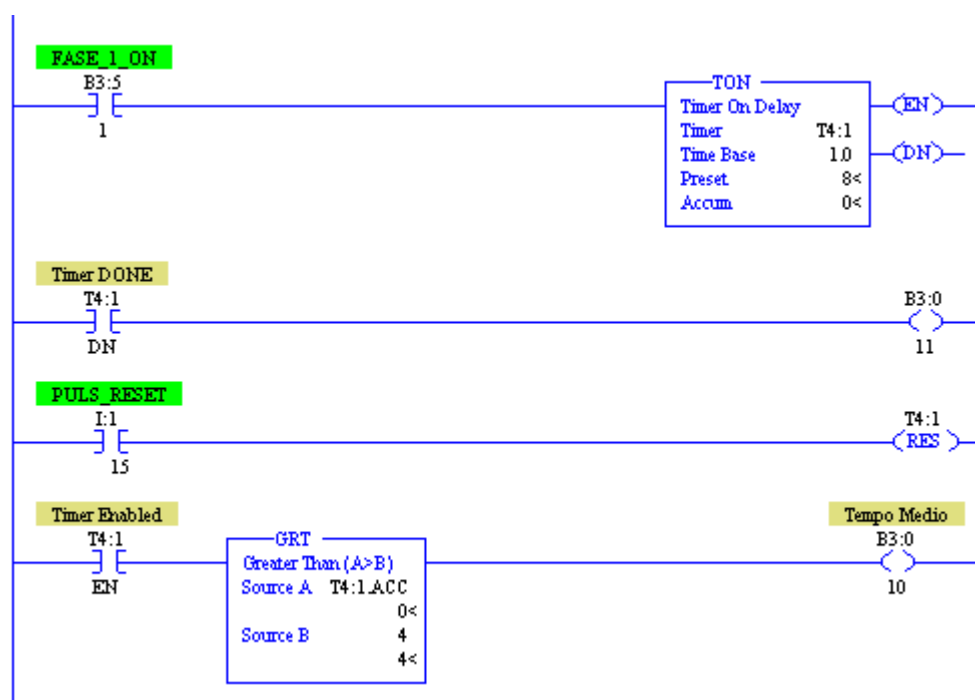 FASE_1_ON
B3:5
1
TON
Timer On Delay
Timer T4:1
Time Base 1.0
Preset 8<
Accum 0<
EN
DN
Timer DONE
T4:1
DN
B3:0
11
PULS_RESET
I:1
15
T4:1
RES
Timer Enabled
T4:1
EN
GRT
Greater Than (A>B)
Source A T4:1.ACC
0<
Source B 4
4<
Tempo Medio
B3:0
10